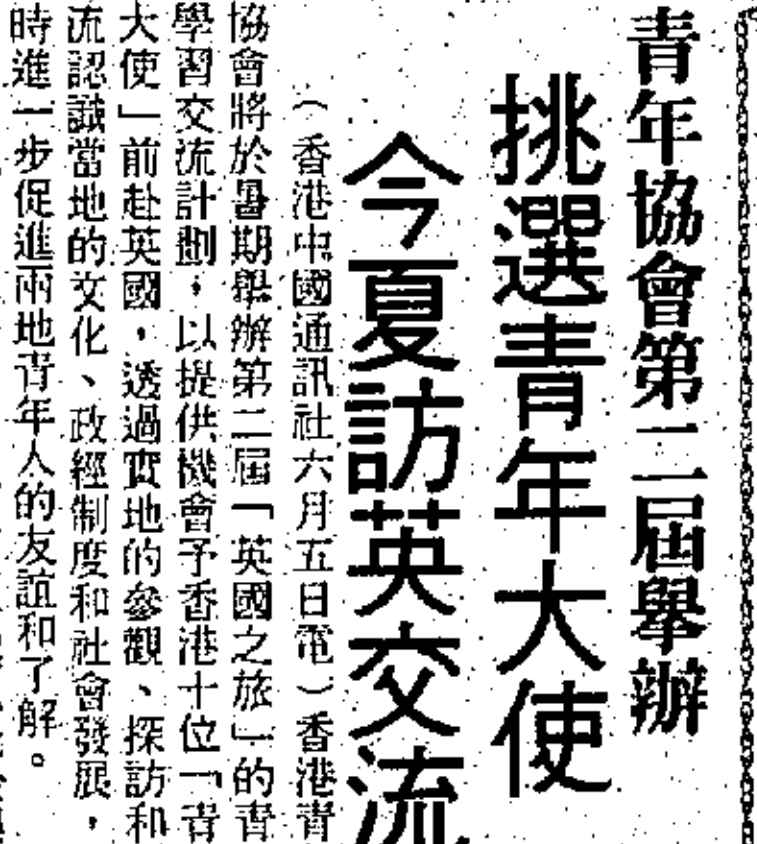 青年協會第二屆舉辦
挑選青年大使
今夏訪英交流
（香港中國通訊社六月五日電）香港青
協會將於暑期舉辦第二屆「英國之旅」的青
學習交流計劃，以提供機會予香港十位「青
大使」前赴英國，透過實地的參觀、探訪和
流認識當地的文化、政經制度和社會發展，
時進一步促進兩地青年人的友誼和了解。